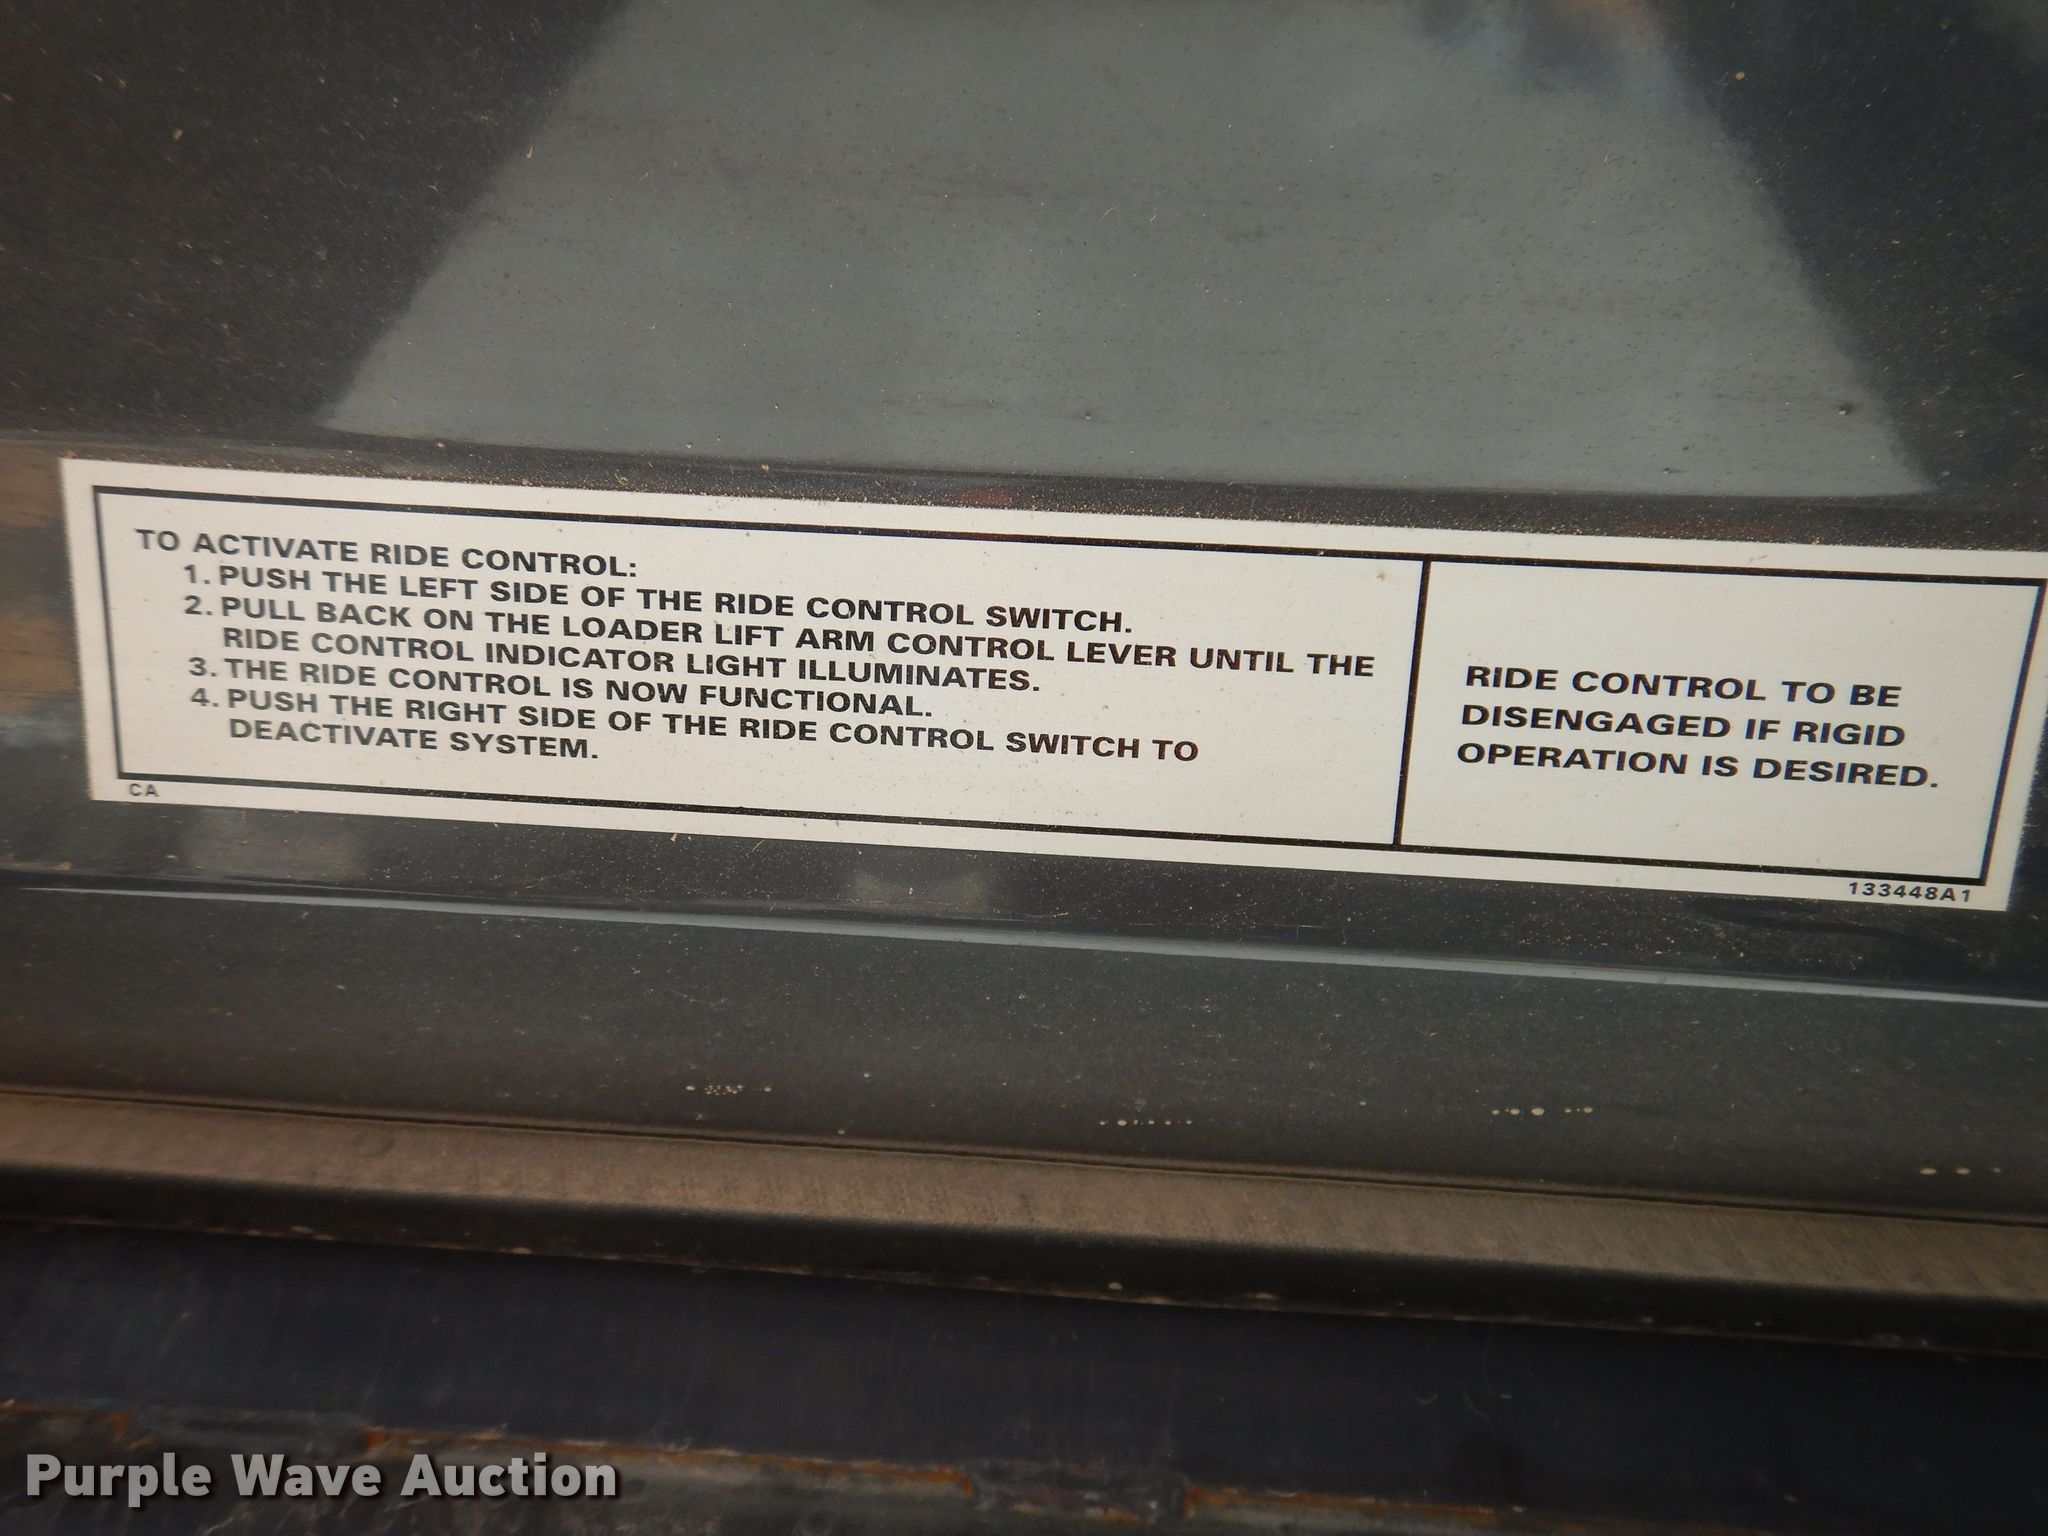 TO ACTIVATE RIDE CONTROL:
1. PUSH THE LEFT SIDE OF THE RIDE CONTROL SWITCH.
2. PULL BACK ON THE LOADER LIFT ARM CONTROL LEVER UNTIL THE
RIDE CONTROL INDICATOR LIGHT ILLUMINATES.
3. THE RIDE CONTROL IS NOW FUNCTIONAL.
4. PUSH THE RIGHT SIDE OF THE RIDE CONTROL SWITCH TO
DEACTIVATE SYSTEM.
CA
RIDE CONTROL TO BE
DISENGAGED IF RIGID
OPERATION IS DESIRED.
133448A1
Purple Wave Auction